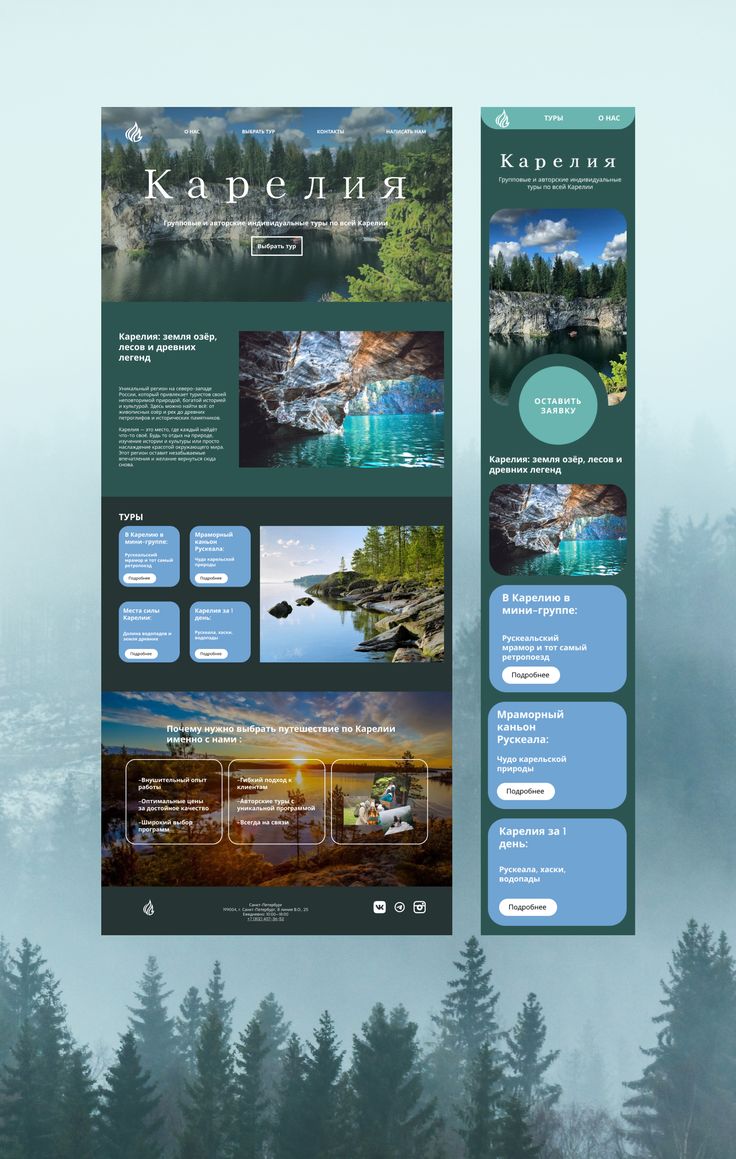 О НАС
ВЫБРАТЬ ТУР
КОНТАКТЫ
НАПИСАТЬ НАМ
Карелия
Групповые и авторские индивидуальные туры по всей Карелии
Выбрать тур
Карелия: земля озёр,
лесов и древних
легенд
Уникальный регион на северо-западе
России, который привлекает туристов своей
неповторимой природой, богатой историей
и культурой. Здесь можно найти всё: от
живописных озёр и рек до древних
петроглифов и исторических памятников.
Карелия — это место, где каждый найдёт
что-то своё. Будь то отдых на природе,
изучение истории и культуры или просто
наслаждение красотой окружающего мира.
Этот регион оставит незабываемые
впечатления и желание вернуться сюда
снова.
ТУРЫ
В Карелию в
мини-группе:
Рускеальский
мрамор и тот самый
ретропоезд
Подробнее
Мраморный
каньон
Рускеала:
Чудо карельской
природы
Подробнее
Места силы
Карелии:
Долина водопадов и
земля древних
Подробнее
Карелия за 1
день:
Рускеала, хаски,
водопады
Подробнее
Почему нужно выбрать путешествие по Карелии
именно с нами :
-Внушительный опыт
работы
-Оптимальные цены
за достойное качество
-Широкий выбор
программ
-Гибкий подход к
клиентам
-Авторские туры с
уникальной программой
-Всегда на связи
Санкт-Петербург
199004, г. Санкт-Петербург, 8 линия В.О., 25
Ежедневно: 10:00—18:00
ТУРЫ
О НАС
Карелия
Групповые и авторские индивидуальные
туры по всей Карелии
ОСТАВИТЬ
ЗАЯВКУ
Карелия: земля озёр, лесов и
древних легенд
В Карелию в
мини-группе:
Рускеальский
мрамор и тот самый
ретропоезд
Подробнее
Мраморный
каньон
Рускеала:
Чудо карельской
природы
Подробнее
Карелия за 1
день:
Рускеала, хаски,
водопады
Подробнее